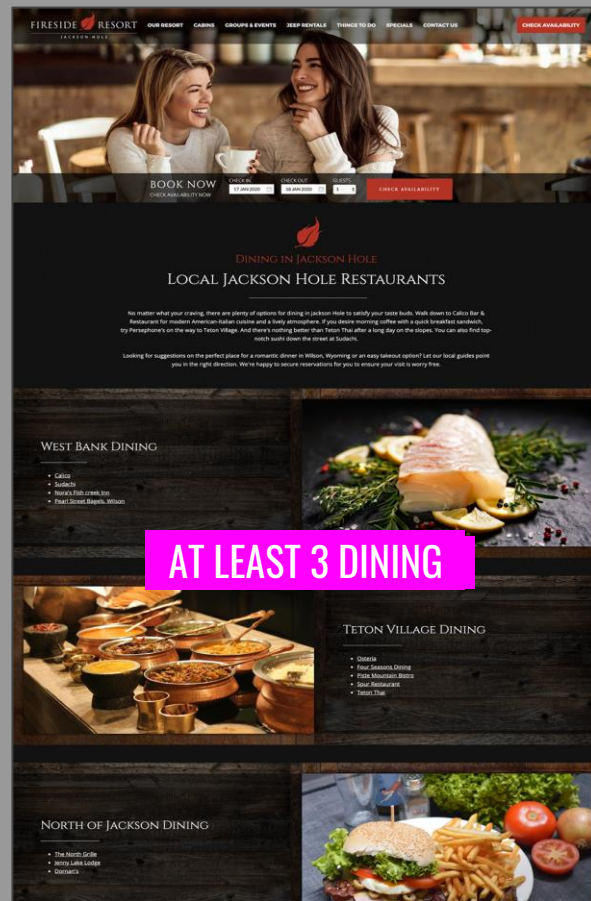 FIRESIDE RESORT
JACKSON HOLE
OUR RESORT CABINS GROUPS & EVENTS JEEP RENTALS THINGS TO DO SPECIALS CONTACT US
CHECK AVAILABILITY
BOOK NOW
CHECK AVAILABILITY NOW
CHECK IN
17 JAN 2020
CHECK OUT
GUESTS
1
CHECK AVAILABILITY
DINING IN JACKSON HOLE
LOCAL JACKSON HOLE RESTAURANTS
No matter what your craving, there are plenty of options for dining in Jackson Hole to satisfy your taste buds. Walk down to Calico Bar &
Restaurant for modern American-Italian cuisine and a lively atmosphere. If you desire morning coffee with a quick breakfast sandwich,
try Persephone's on the way to Teton Village. And there's nothing better than Teton Thai after a long day on the slopes. You can also find top-
notch sushi down the street at Sudachi.
Looking for suggestions on the perfect place for a romantic dinner in Wilson, Wyoming or an easy takeout option? Let our local guides point
you in the right direction. We're happy to secure reservations for you to ensure your visit is worry free.
WEST BANK DINING
Calico
Sudachi
Nora's Fish creek Inn
Pearl Street Bagels, Wilson
AT LEAST 3 DINING
TETON VILLAGE DINING
Osteria
Four Seasons Dining
Piste Mountain Bistro
Spur Restaurant
Teton Thai
NORTH OF JACKSON DINING
The North Grille
Jenny Lake Lodge
Dornan's